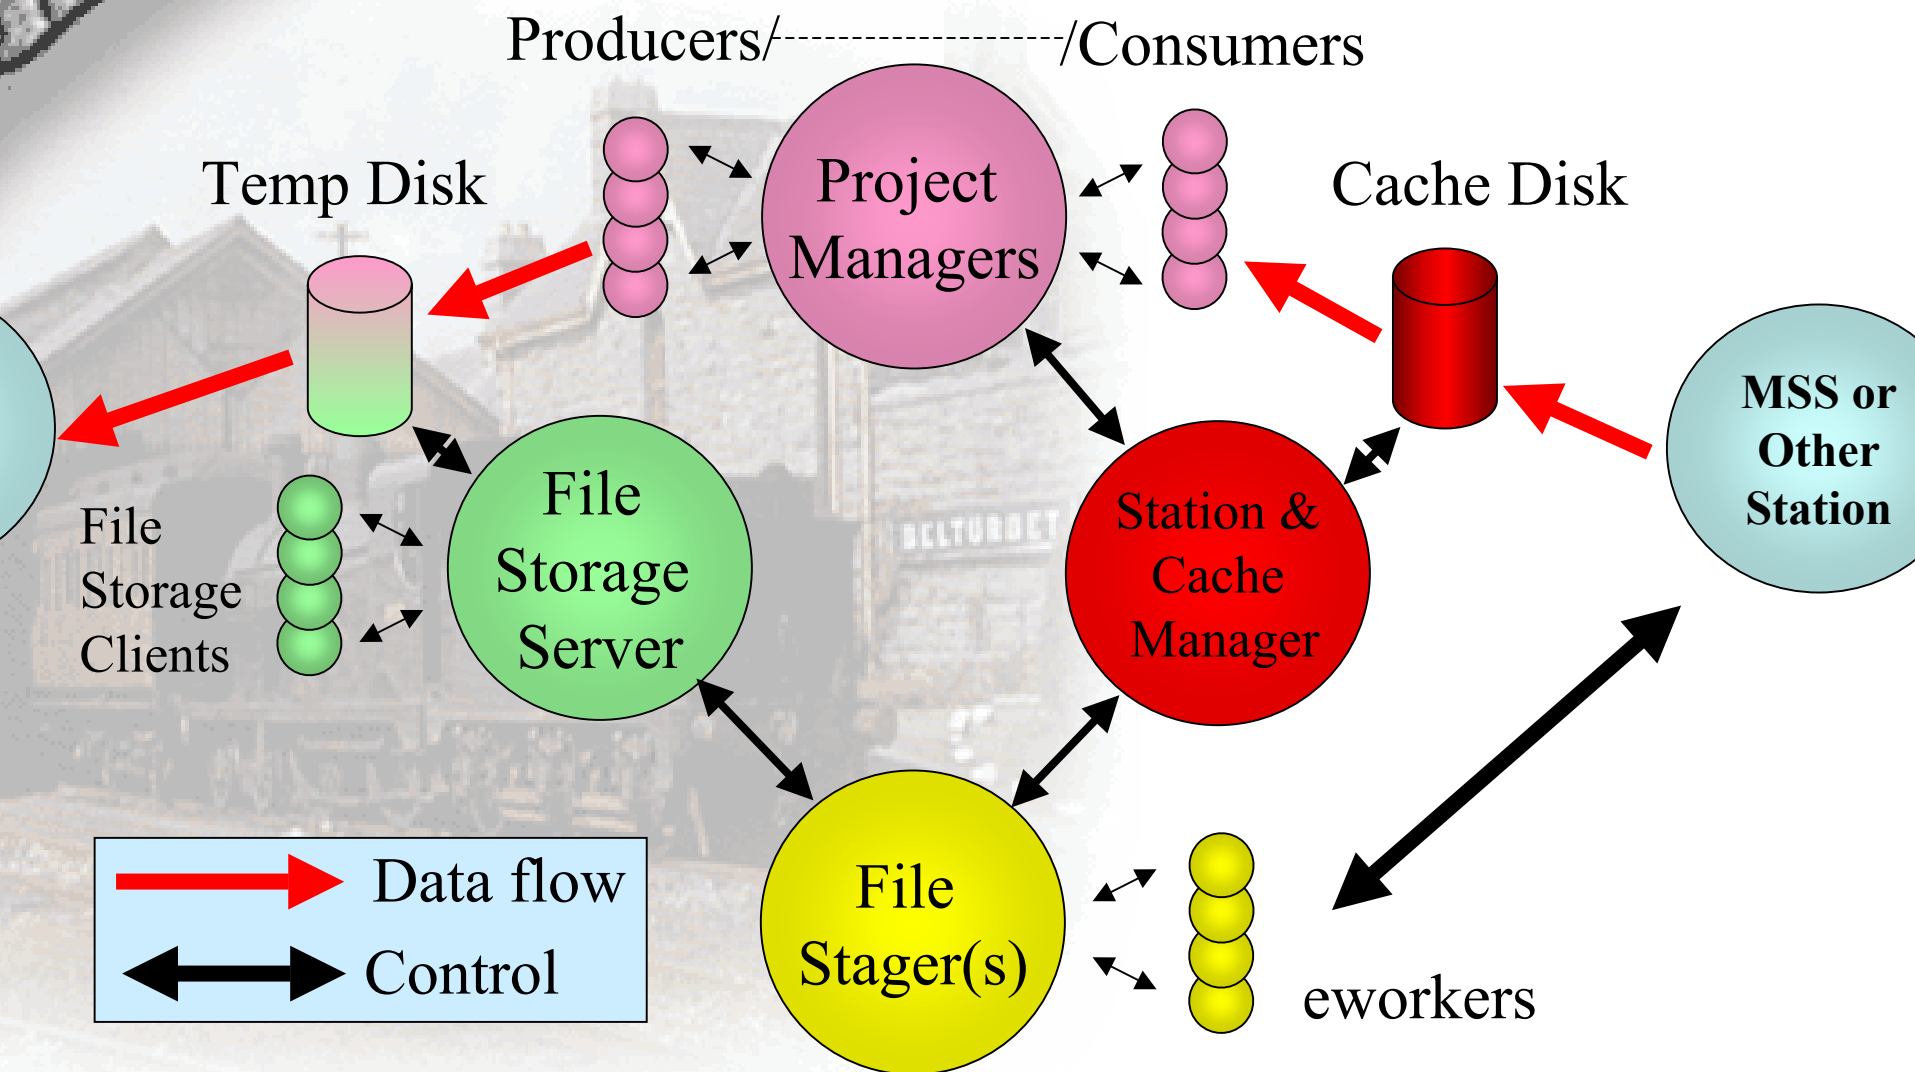 Producers/
/Consumers
Temp Disk
Project
Managers
Cache Disk
MSS or
Other
Station
File
Storage
Clients
File
Storage
Server
Station &
Cache
Manager
BELTURBET
File
Stager(s)
eworkers
Data flow
Control